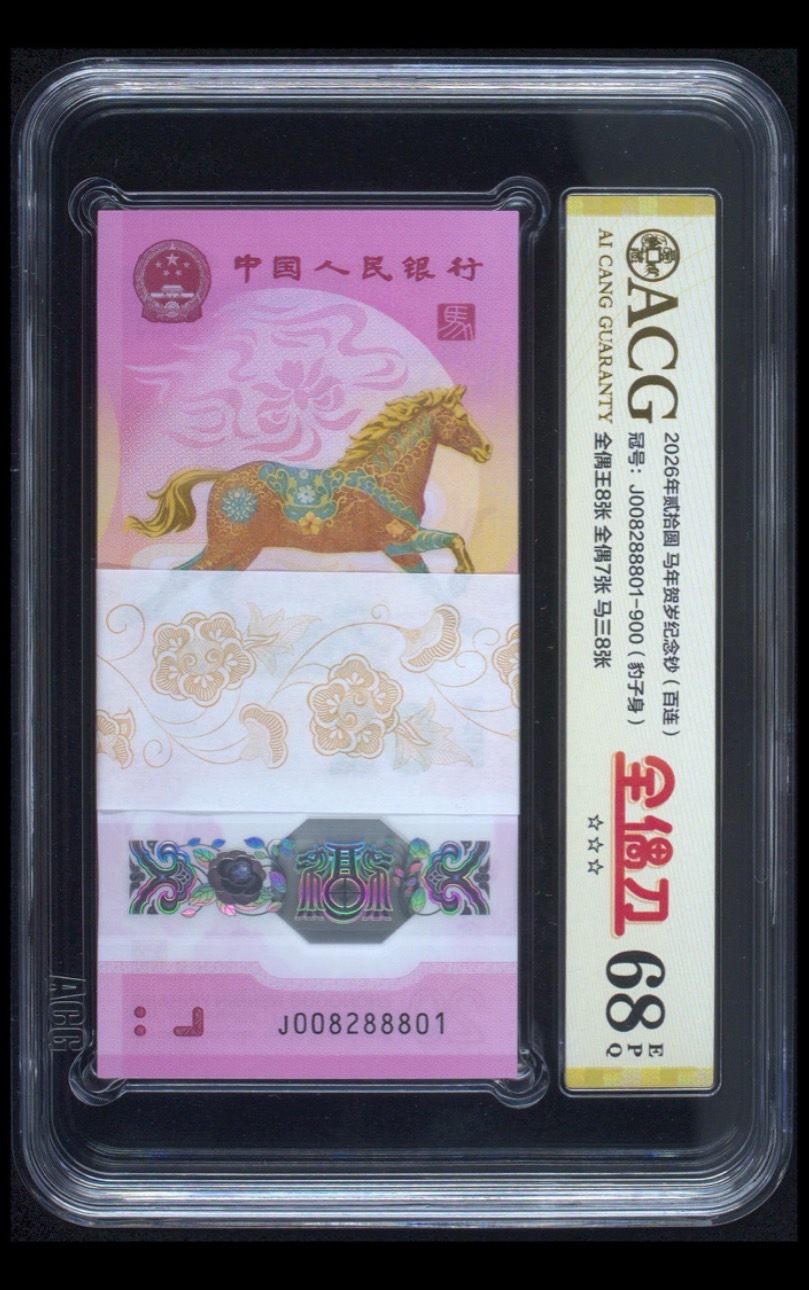 中国人民银行
馬
J008288801
ACG
ACG
AI CANG GUARANTY
2026年贰拾圆 马年贺岁纪念钞（百连）
冠号：J008288801-900（豹子身）
全偶王8张 全偶7张 马三8张
全偶刀
☆☆☆
68
EPQ